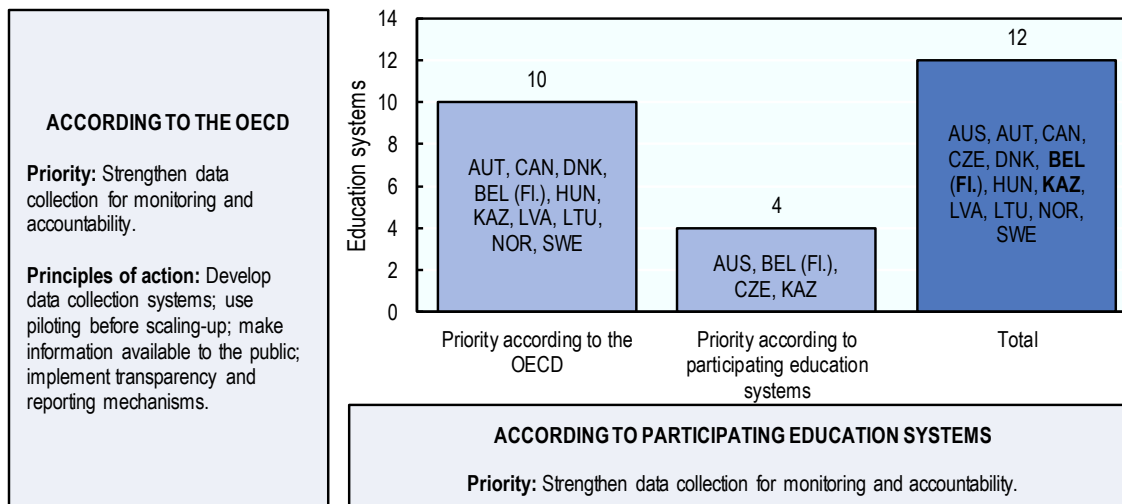 ACCORDING TO THE OECD
Priority: Strengthen data
collection for monitoring and
accountability.
Principles of action: Develop
data collection systems; use
piloting before scaling-up; make
information available to the public;
implement transparency and
reporting mechanisms.
Education systems
14
12
10
8
6
4
2
0
10
AUT, CAN, DNK,
BEL (Fl.), HUN,
KAZ, LVA, LTU,
NOR, SWE
4
AUS, BEL (Fl.),
CZE, KAZ
12
AUS, AUT, CAN,
CZE, DNK, BEL
(Fl.), HUN, KAZ,
LVA, LTU, NOR,
SWE
Priority according to the
OECD
Priority according to
participating education
systems
Total
ACCORDING TO PARTICIPATING EDUCATION SYSTEMS
Priority: Strengthen data collection for monitoring and accountability.